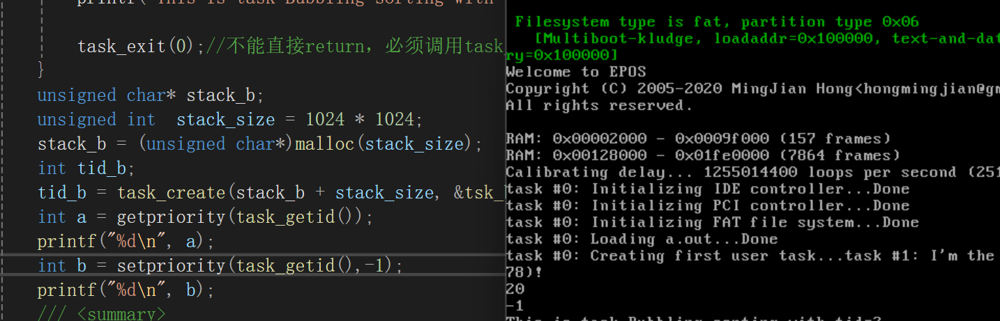 printf("This is task Bubbling sorting with
task_exit(0);//不能直接return，必须调用task_
}
unsigned char* stack_b;
unsigned int  stack_size = 1024 * 1024;
stack_b = (unsigned char*)malloc(stack_size);
int tid_b;
tid_b = task_create(stack_b + stack_size, &tsk_b
int a = getpriority(task_getid());
printf("%d\n", a);
int b = setpriority(task_getid(),-1);
printf("%d\n", b);
/// <summary>
Filesystem type is fat, partition type 0x06
[Multiboot-kludge, loadaddr=0x100000, text-and-dat
ry=0x100000]
Welcome to EPOS
Copyright (C) 2005-2020 MingJian Hong<hongmingjian@gm
All rights reserved.
RAM: 0x00002000 - 0x0009f000 (157 frames)
RAM: 0x00128000 - 0x01fe0000 (7864 frames)
Calibrating delay... 1255014400 loops per second (251
task #0: Initializing IDE controller...Done
task #0: Initializing PCI controller...Done
task #0: Initializing FAT file system...Done
task #0: Loading a.out...Done
task #0: Creating first user task...task #1: I'm the
78)!
20
-1
This is task Bubbling sorting with tid=2